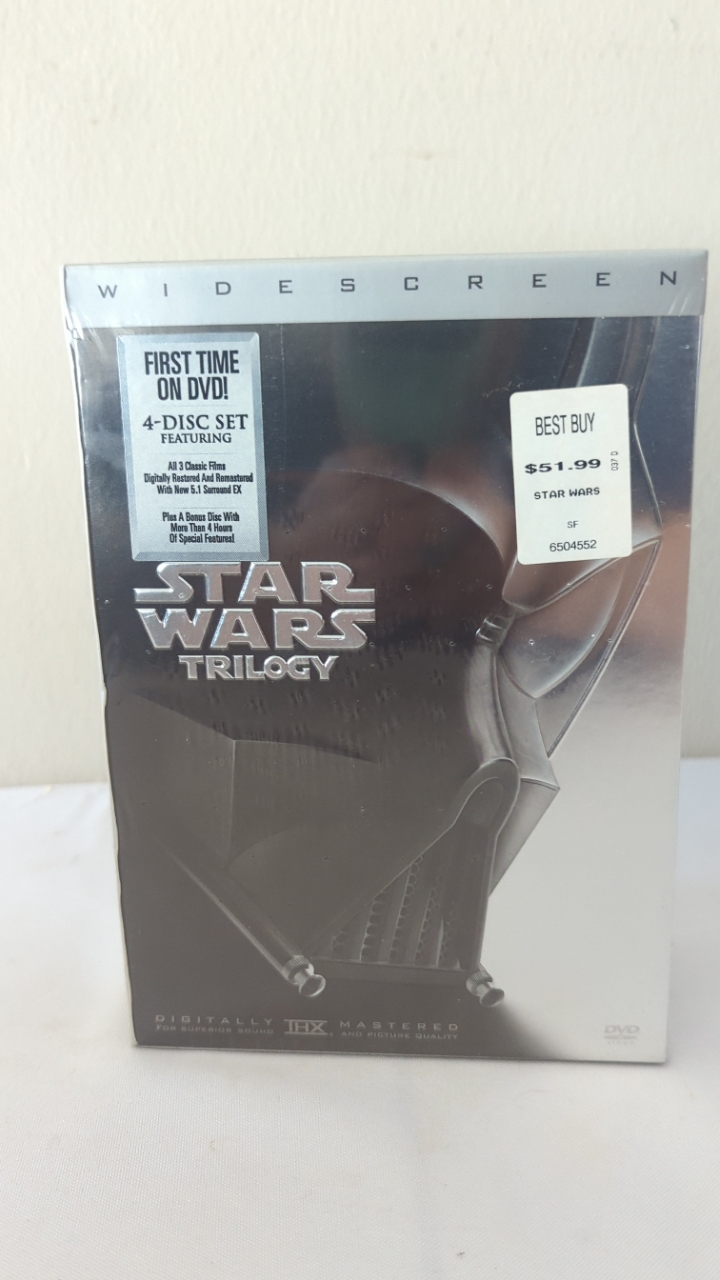 WIDESCREEN
FIRST TIME
ON DVD!
4-DISC SET
FEATURING
All 3 Classic Films
Digitally Restored And Remastered
With New 5.1 Surround EX
Plus A Bonus Disc With
More Than 4 Hours
Of Special Features!
BEST BUY
$51.99
037 D
STAR WARS
SF
6504552
STAR
WARS
TRILOGY
DIGITALLY THX MASTERED
FOR SUPERIOR SOUND AND PICTURE QUALITY
DVD